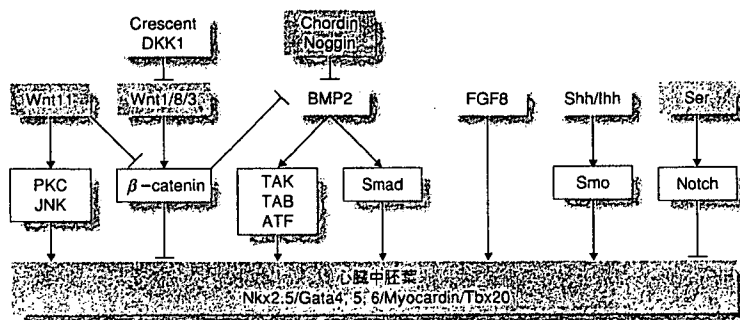 Crescent
DKK1
Chordin
Noggin
Wnt11
Wnt1/8/3
BMP2
FGF8
Shh/Ihh
Ser
PKC
JNK
β-catenin
TAK
TAB
ATF
Smad
Smo
Notch
心臓中胚葉
Nkx2.5/Gata4, 5, 6/Myocardin/Tbx20